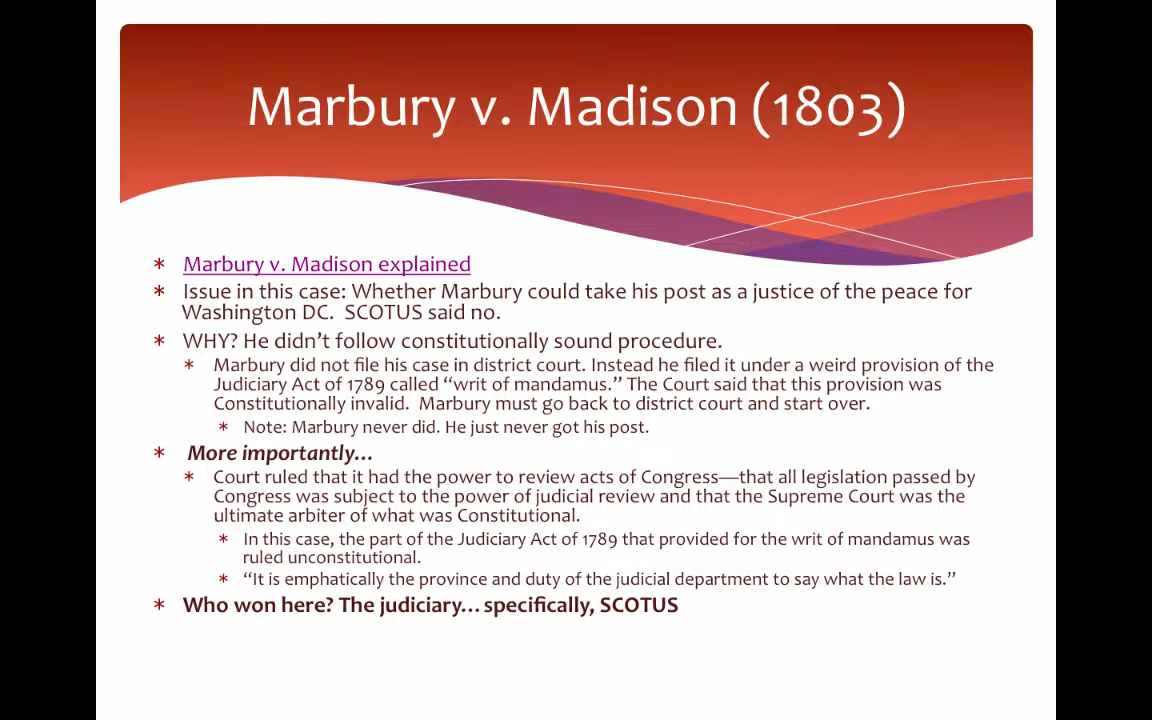 Marbury v. Madison (1803)
* Marbury v. Madison explained
* Issue in this case: Whether Marbury could take his post as a justice of the peace for
Washington DC.  SCOTUS said no.
* WHY? He didn’t follow constitutionally sound procedure.
* Marbury did not file his case in district court. Instead he filed it under a weird provision of the
Judiciary Act of 1789 called “writ of mandamus.” The Court said that this provision was
Constitutionally invalid.  Marbury must go back to district court and start over.
* Note: Marbury never did. He just never got his post.
* More importantly…
* Court ruled that it had the power to review acts of Congress—that all legislation passed by
Congress was subject to the power of judicial review and that the Supreme Court was the
ultimate arbiter of what was Constitutional.
* In this case, the part of the Judiciary Act of 1789 that provided for the writ of mandamus was
ruled unconstitutional.
* “It is emphatically the province and duty of the judicial department to say what the law is.”
* Who won here? The judiciary…specifically, SCOTUS